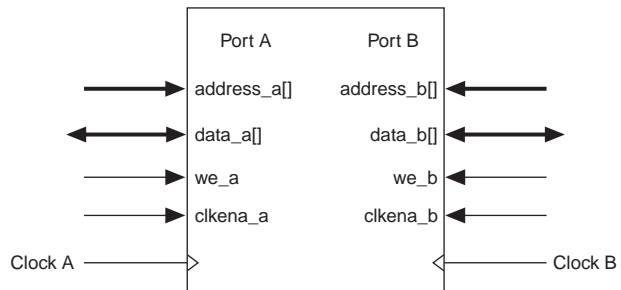 Port A Port B
address_a[] address_b[]
data_a[] data_b[]
we_a we_b
clkena_a clkena_b
Clock A Clock B